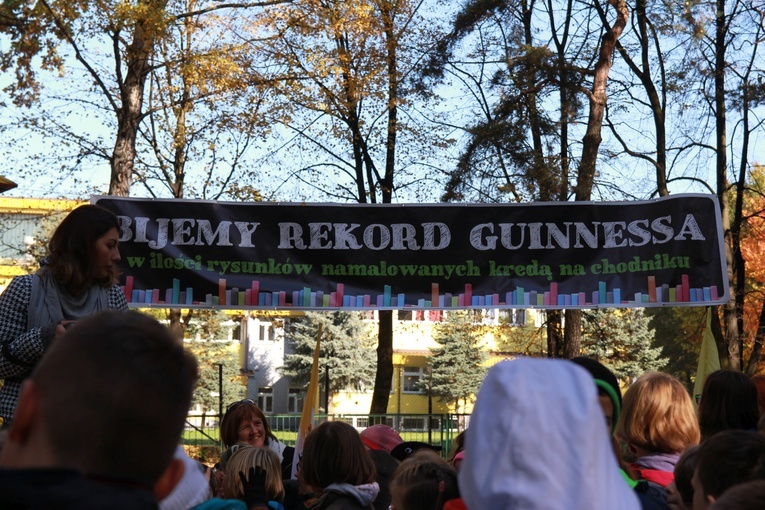 BIJEMY REKORD GUINNESSA
w ilości rysunków namalowanych kredą na chodniku